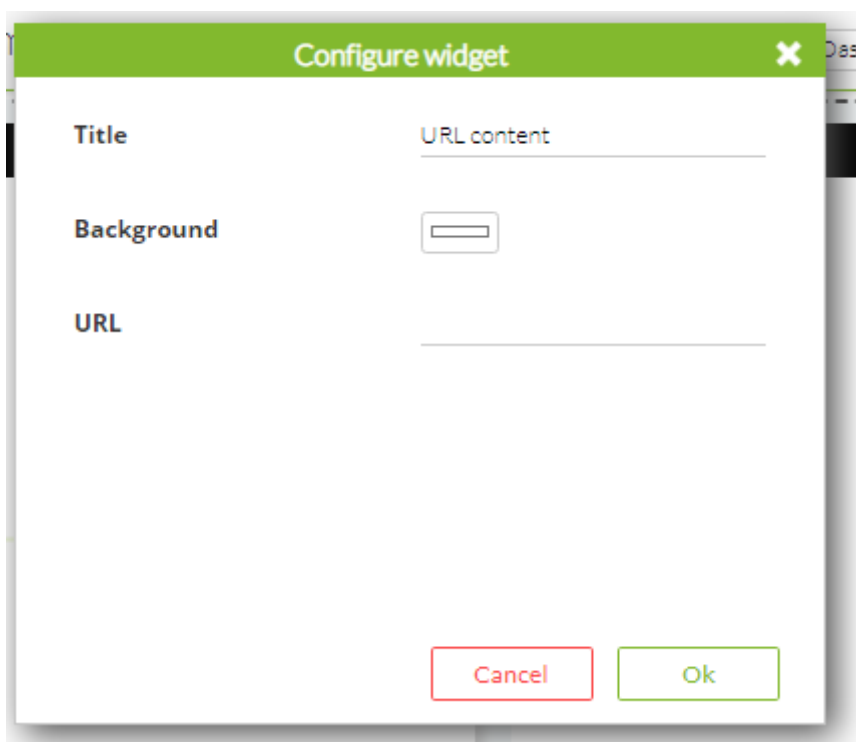 Configure widget
Title
URL content
Background
URL
Cancel
Ok